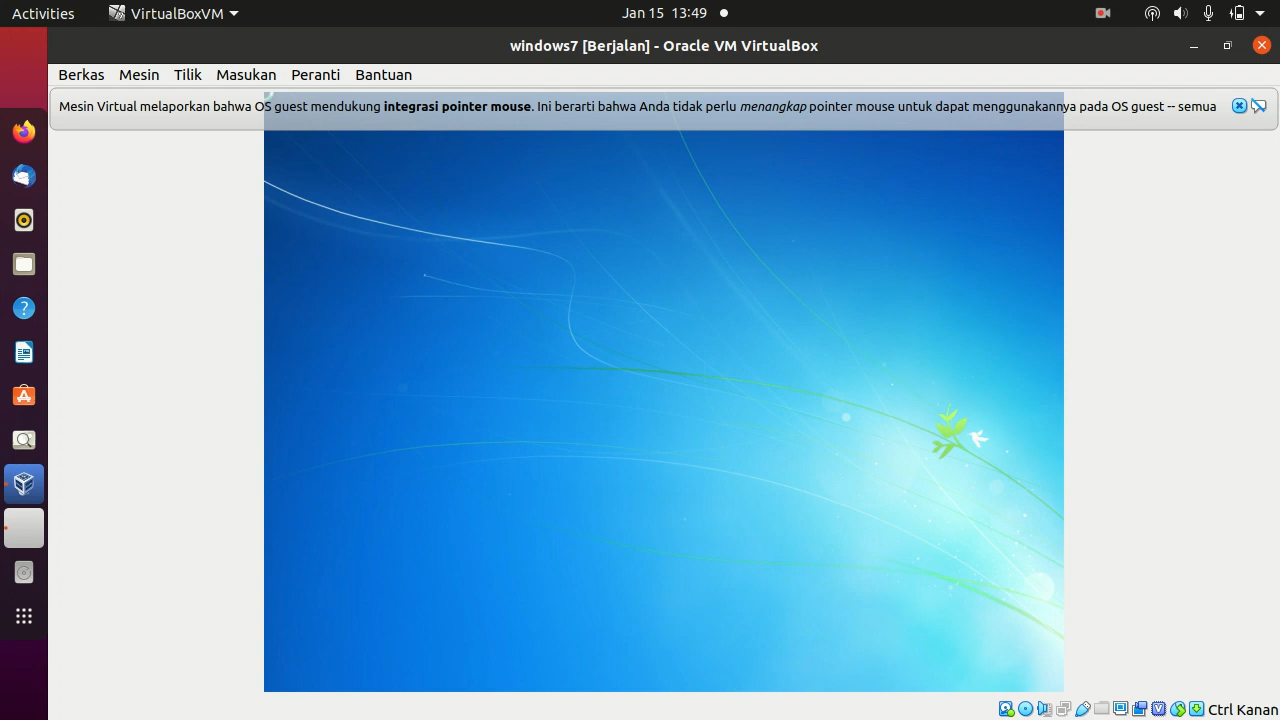 Activities VirtualBoxVM Jan 15 13:49
windows7 [Berjalan] - Oracle VM VirtualBox
Berkas Mesin Tilik Masukan Peranti Bantuan
Mesin Virtual melaporkan bahwa OS guest mendukung integrasi pointer mouse. Ini berarti bahwa Anda tidak perlu menangkap pointer mouse untuk dapat menggunakannya pada OS guest -- semua
Ctrl Kanan